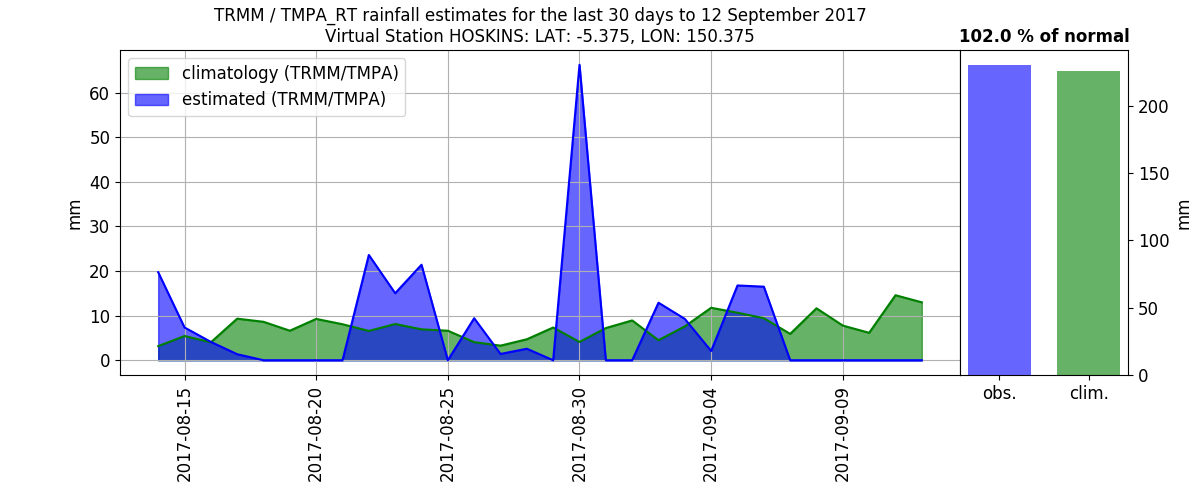 TRMM / TMPA_RT rainfall estimates for the last 30 days to 12 September 2017
Virtual Station HOSKINS: LAT: -5.375, LON: 150.375
102.0 % of normal
climatology (TRMM/TMPA)
estimated (TRMM/TMPA)
60
50
40
30
20
10
0
mm
2017-08-15
2017-08-20
2017-08-25
2017-08-30
2017-09-04
2017-09-09
200
150
100
50
0
mm
obs.
clim.